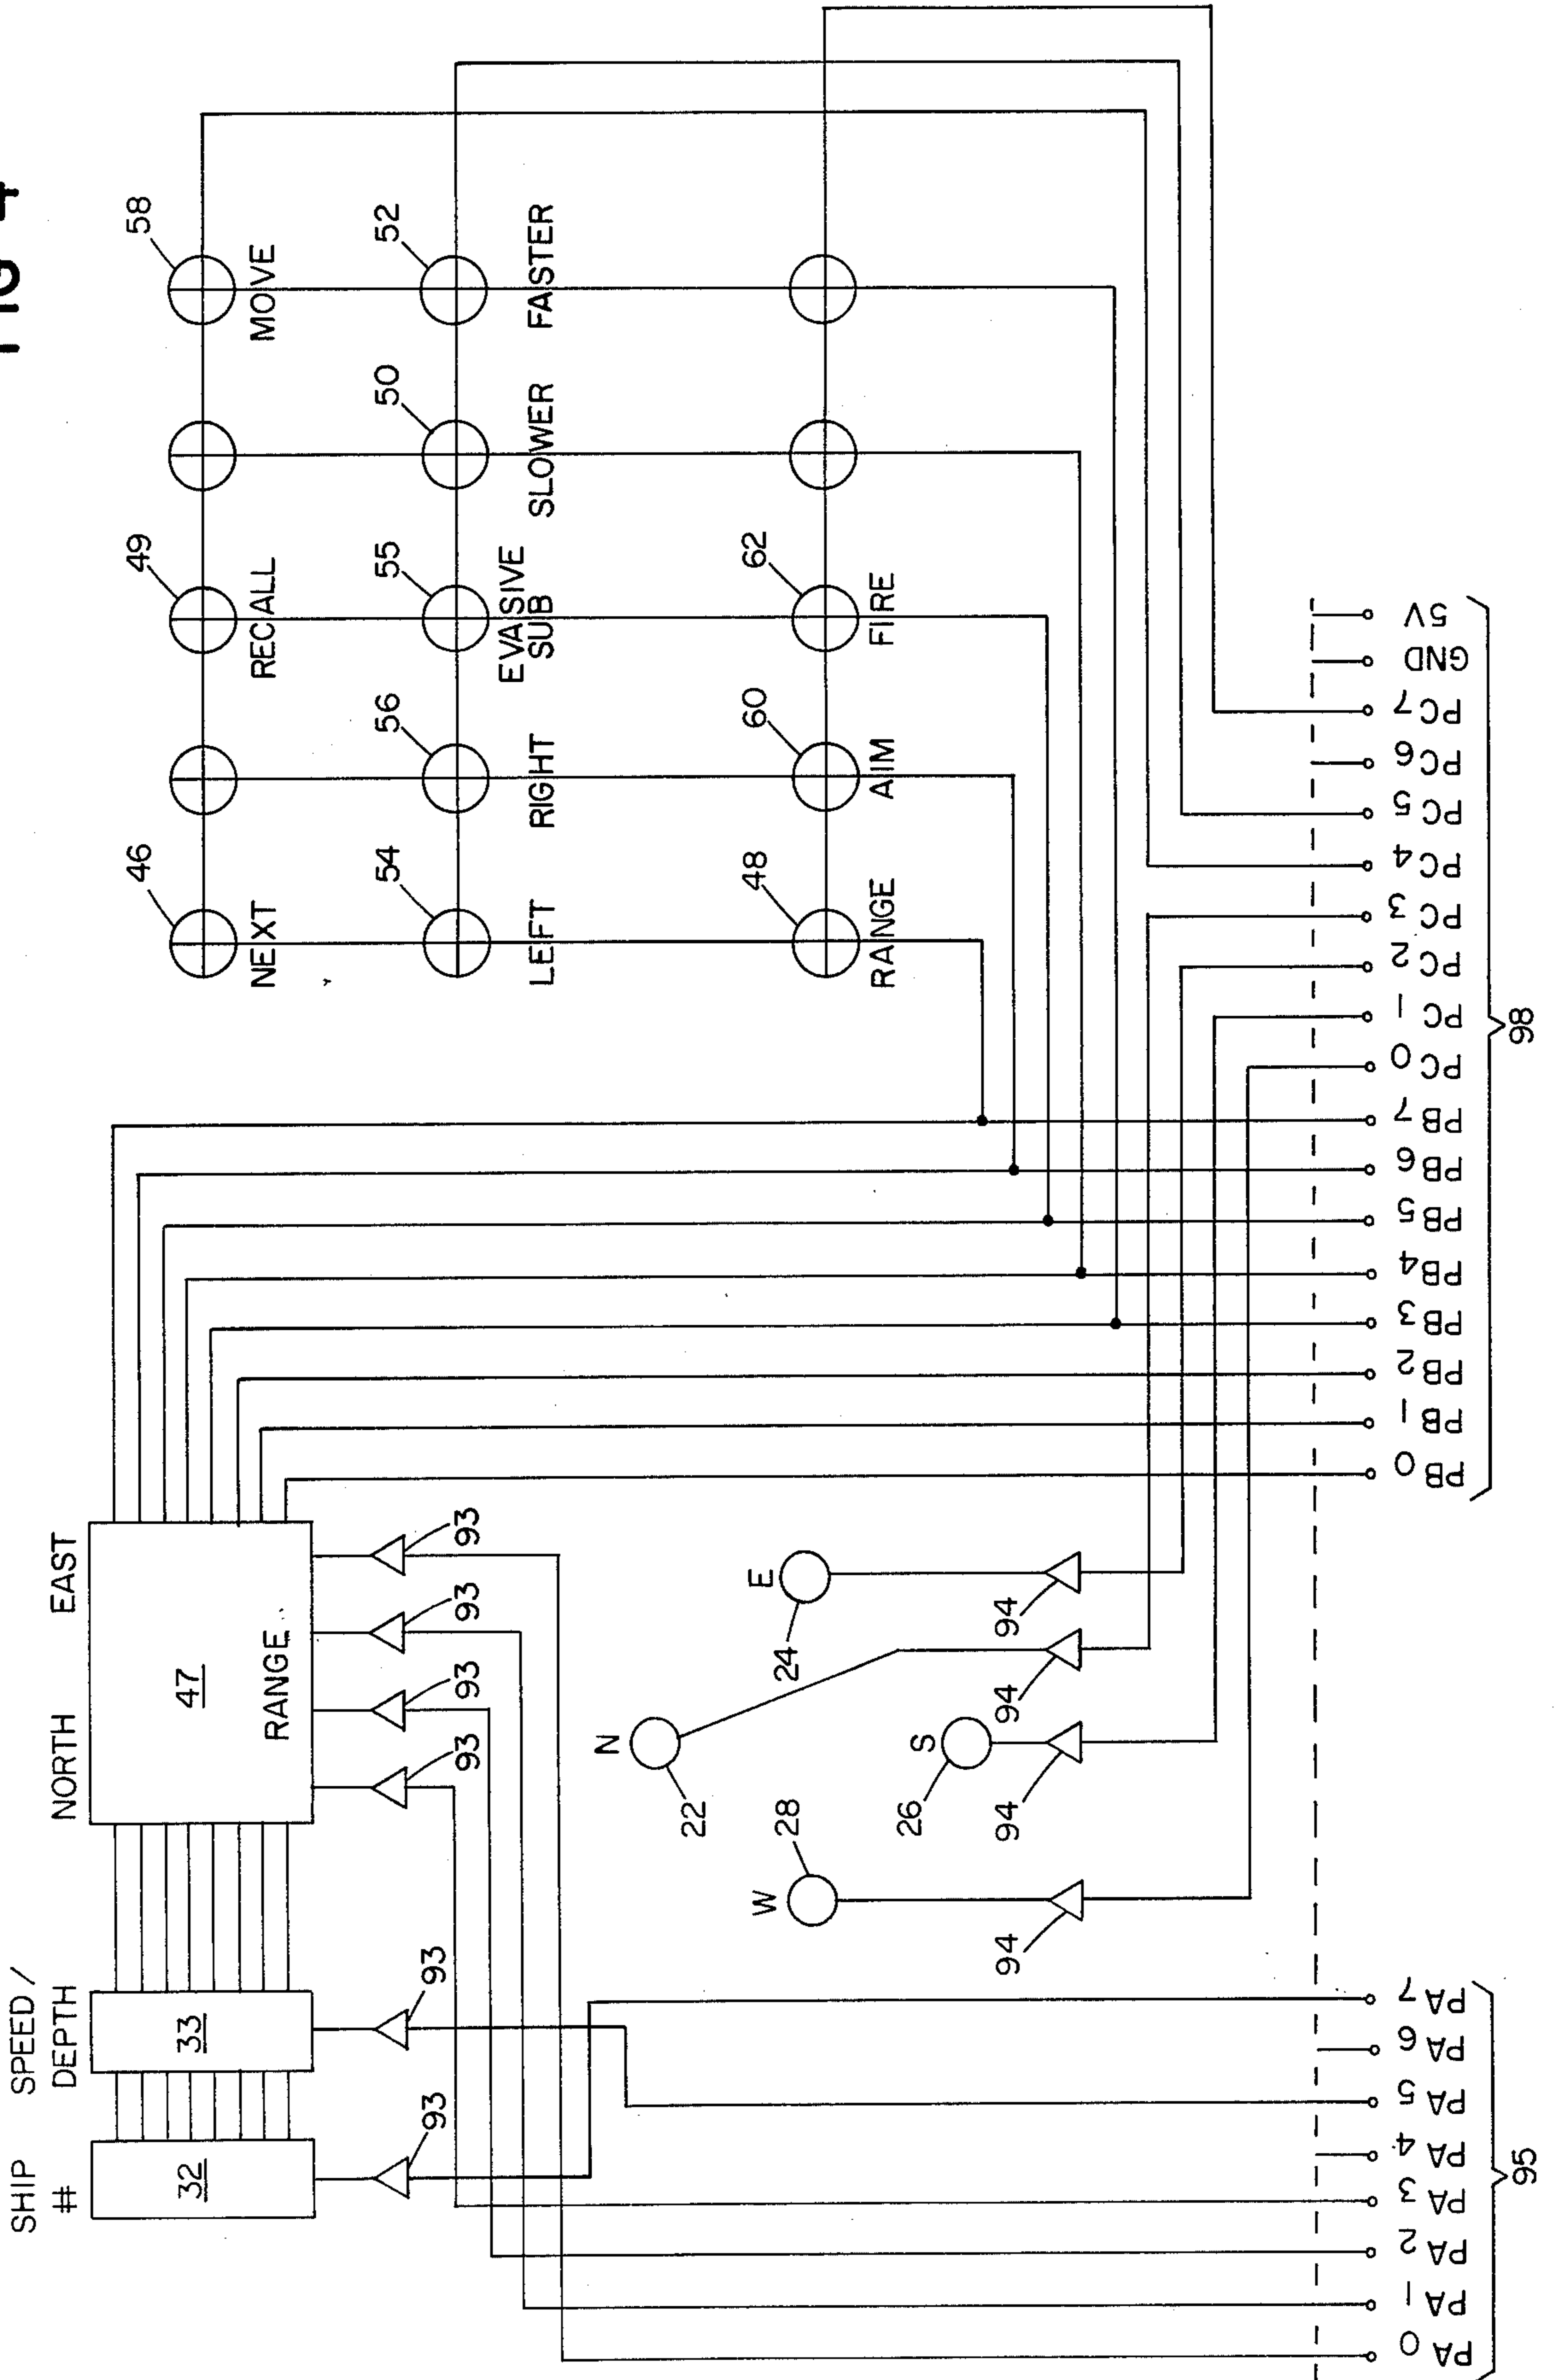 FIG 4
SHIP
#
SPEED /
DEPTH
NORTH
EAST
32
33
47
RANGE
93
93
93
93
93
93
46
NEXT
49
RECALL
58
MOVE
54
LEFT
56
RIGHT
55
EVASIVE
SUB
50
SLOWER
52
FASTER
48
RANGE
60
AIM
62
FIRE
N
22
W
28
E
24
S
26
94
94
94
94
PA 0
PA 1
PA 2
PA 3
PA 4
PA 5
PA 6
PA 7
95
PB 0
PB 1
PB 2
PB 3
PB 4
PB 5
PB 6
PB 7
PC 0
PC 1
PC 2
PC 3
PC 4
PC 5
PC 6
PC 7
GND
5V
98